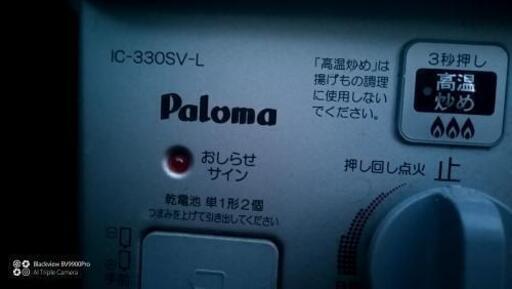 IC-330SV-L
Paloma
「高温炒め」は
揚げもの調理
に使用しない
でください。
3秒押し
高温
炒め
おしらせ
サイン
押し回し点火 止
乾電池 単1形2個
つまみを上げて引き出してください
Blackview BV9900Pro
AI Triple Camera